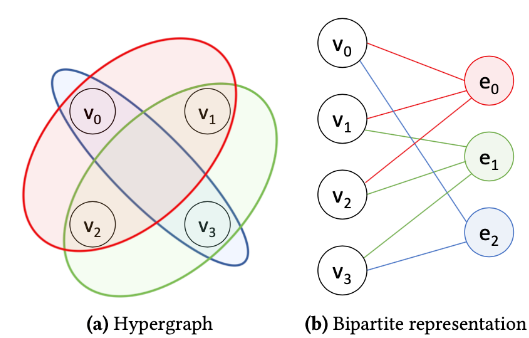 v0
v1
v2
v3
(a) Hypergraph
v0
e0
v1
e1
v2
e2
v3
(b) Bipartite representation